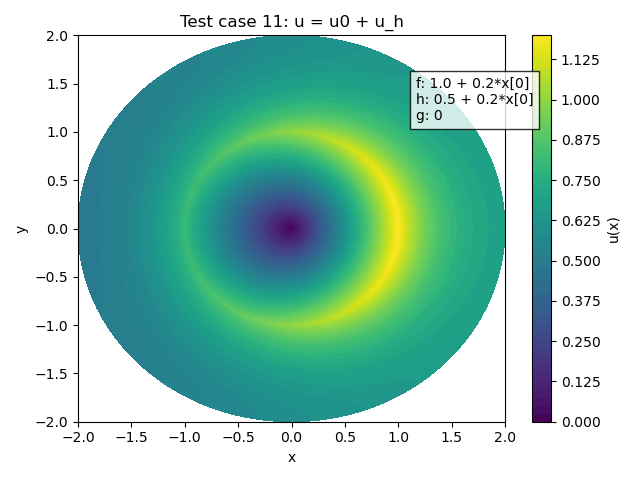 Test case 11: u = u0 + u_h
f: 1.0 + 0.2*x[0]
h: 0.5 + 0.2*x[0]
g: 0
2.0
1.5
1.0
0.5
0.0
−0.5
−1.0
−1.5
−2.0
y
−2.0 −1.5 −1.0 −0.5 0.0 0.5 1.0 1.5 2.0
x
1.125
1.000
0.875
0.750
0.625
0.500
0.375
0.250
0.125
0.000
u(x)